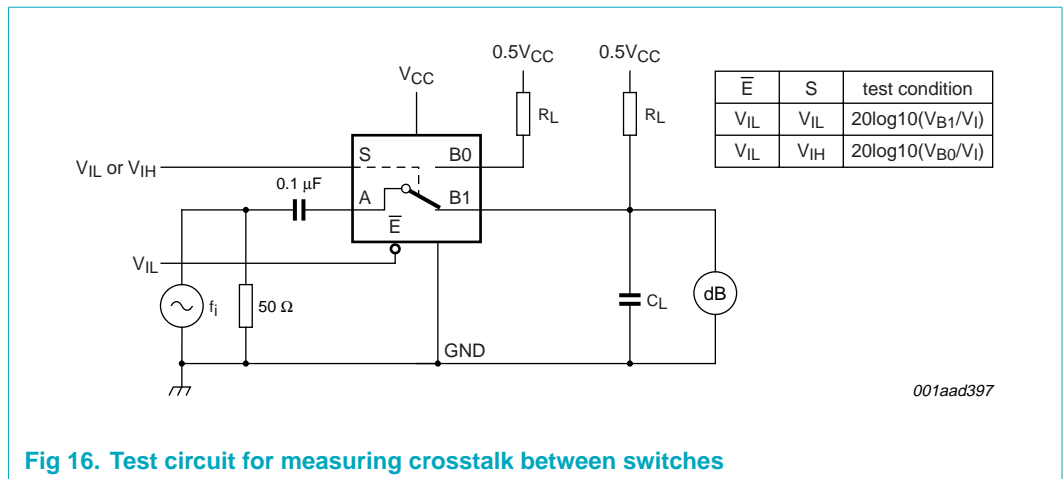 0.5VCC 0.5VCC
VCC
RL RL
E S test condition
VIL VIL 20log10(VB1/VI)
VIL VIH 20log10(VB0/VI)
S B0
VIL or VIH
0.1 μF
A B1
E
VIL
fi 50 Ω
CL dB
GND
001aad397
Fig 16. Test circuit for measuring crosstalk between switches